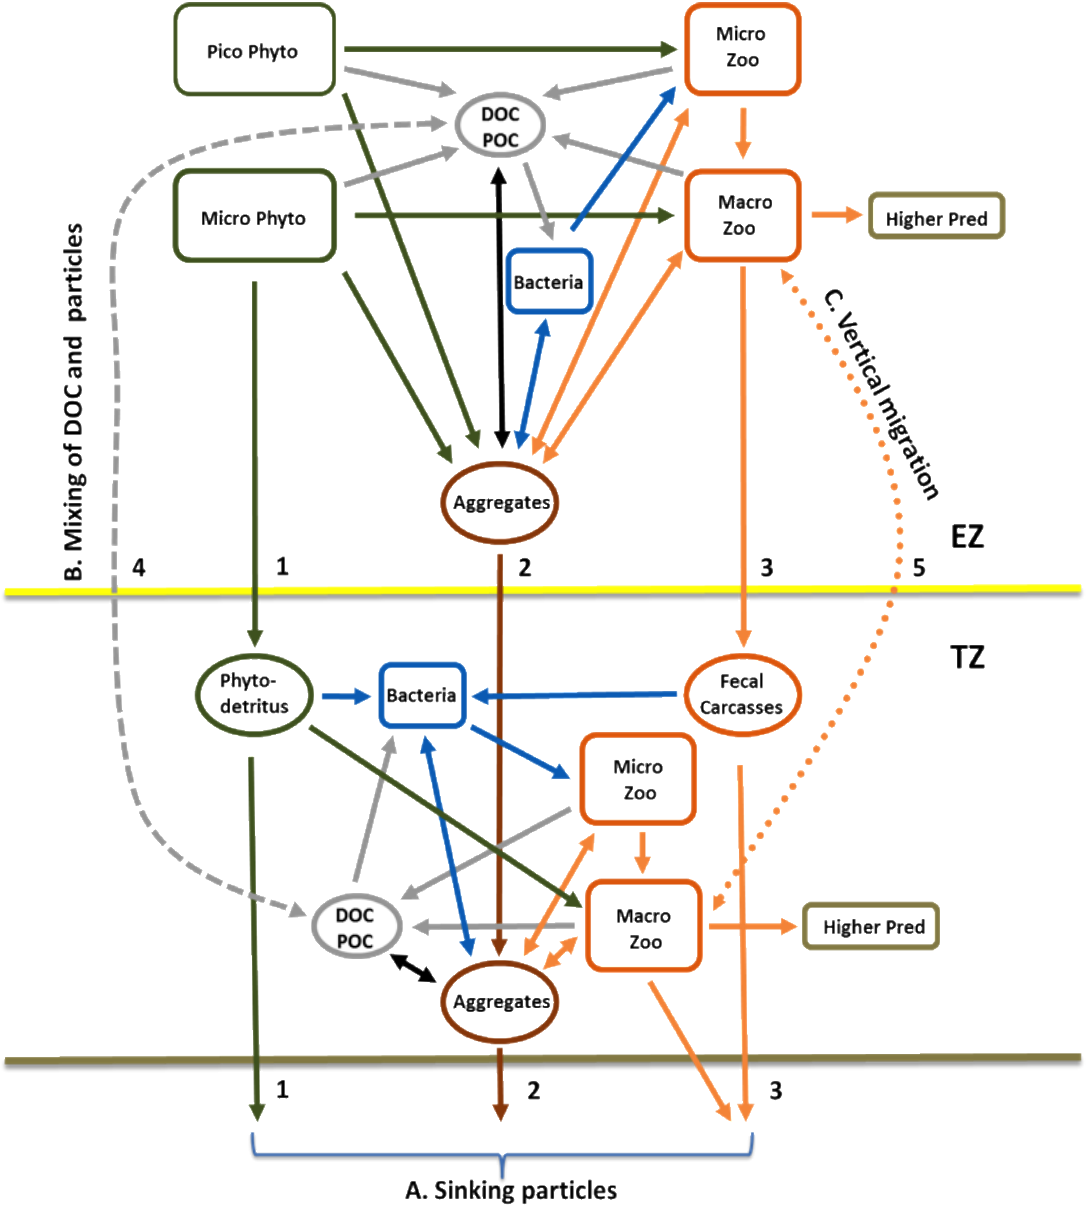 Pico Phyto
Micro
Zoo
DOC
POC
Micro Phyto
Macro
Zoo
Higher Pred
Bacteria
B. Mixing of DOC and particles
C. Vertical migration
Aggregates
EZ
4
1
2
3
5
TZ
Phyto-
detritus
Bacteria
Fecal
Carcasses
Micro
Zoo
DOC
POC
Macro
Zoo
Higher Pred
Aggregates
1
2
3
A. Sinking particles